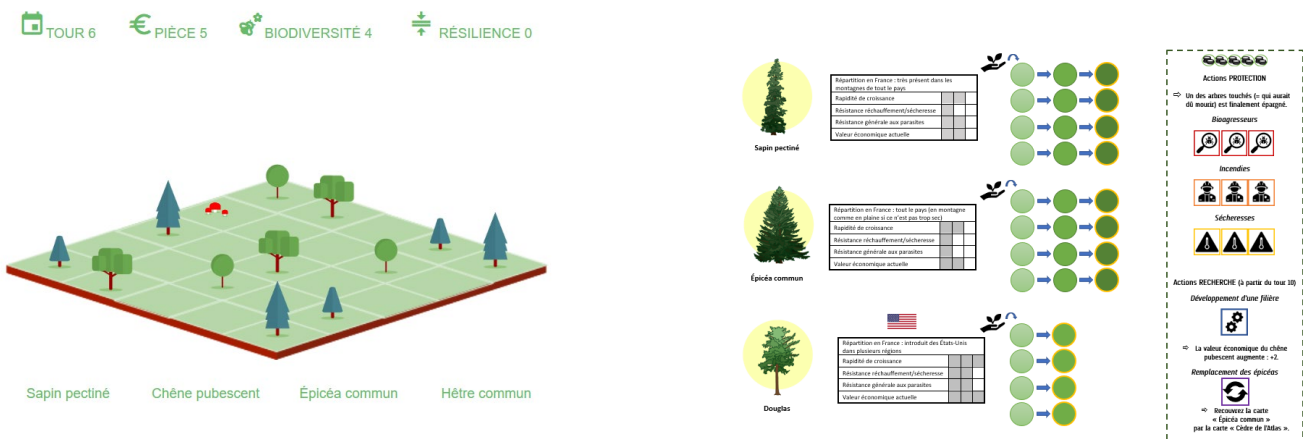 TOUR 6
PIÈCE 5
BIODIVERSITÉ 4
RÉSILIENCE 0
Sapin pectiné
Chêne pubescent
Épicéa commun
Hêtre commun
Sapin pectiné
Répartition en France : très présent dans les
montagnes de tout le pays
Rapidité de croissance
Résistance réchauffement/sécheresse
Résistance générale aux parasites
Valeur économique actuelle
Épicéa commun
Répartition en France : tout le pays (en montagne
comme en plaine si ce n'est pas trop sec)
Rapidité de croissance
Résistance réchauffement/sécheresse
Résistance générale aux parasites
Valeur économique actuelle
Douglas
Répartition en France : introduit des États-Unis
dans plusieurs régions
Rapidité de croissance
Résistance réchauffement/sécheresse
Résistance générale aux parasites
Valeur économique actuelle
Actions PROTECTION
⇨ Un des arbres touchés (= qui aurait
dû mourir) est finalement épargné.
Bioagresseurs
Incendies
Sécheresses
Actions RECHERCHE (à partir du tour 10)
Développement d'une filière
⇨ La valeur économique du chêne
pubescent augmente : +2.
Remplacement des épicéas
⇨ Recouvrez la carte
« Épicéa commun »
par la carte « Cèdre de l'Atlas ».